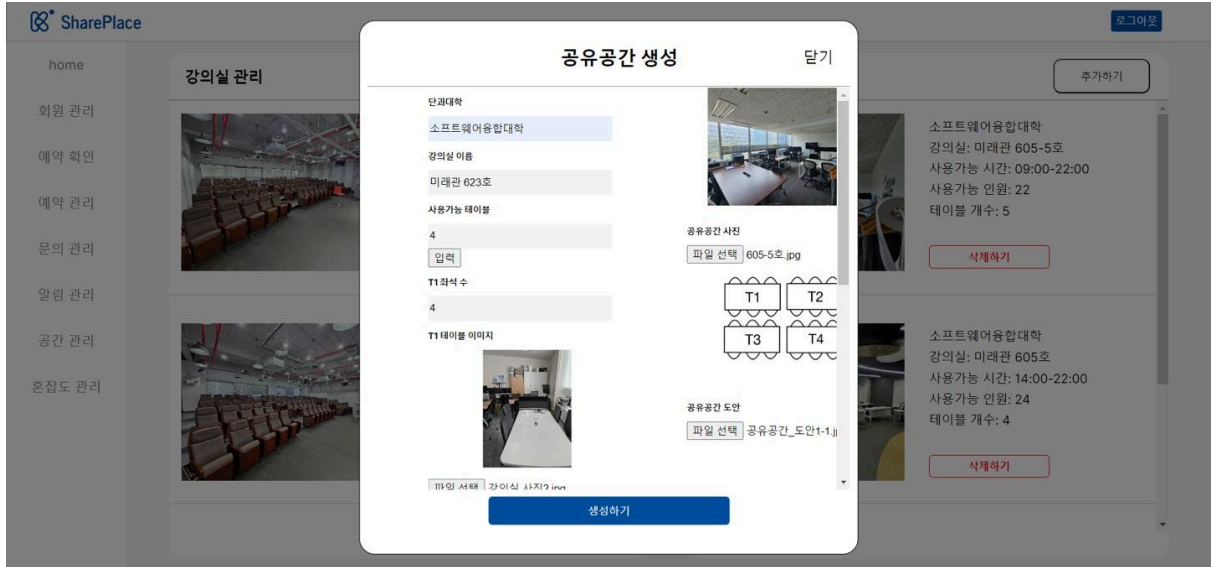 SharePlace
로그아웃
home
회원 관리
예약 확인
예약 관리
문의 관리
알림 관리
공간 관리
혼잡도 관리
강의실 관리
추가하기
공유공간 생성
닫기
단과대학
소프트웨어융합대학
강의실 이름
미래관 623호
사용가능 테이블
4
입력
T1 좌석 수
4
T1 테이블 이미지
파일 선택 강의실 사진2.jpg
공유공간 사진
파일 선택 605-5호.jpg
T1 T2
T3 T4
공유공간 도안
파일 선택 공유공간_도안1-1.j
생성하기
소프트웨어융합대학
강의실: 미래관 605-5호
사용가능 시간: 09:00-22:00
사용가능 인원: 22
테이블 개수: 5
삭제하기
소프트웨어융합대학
강의실: 미래관 605호
사용가능 시간: 14:00-22:00
사용가능 인원: 24
테이블 개수: 4
삭제하기